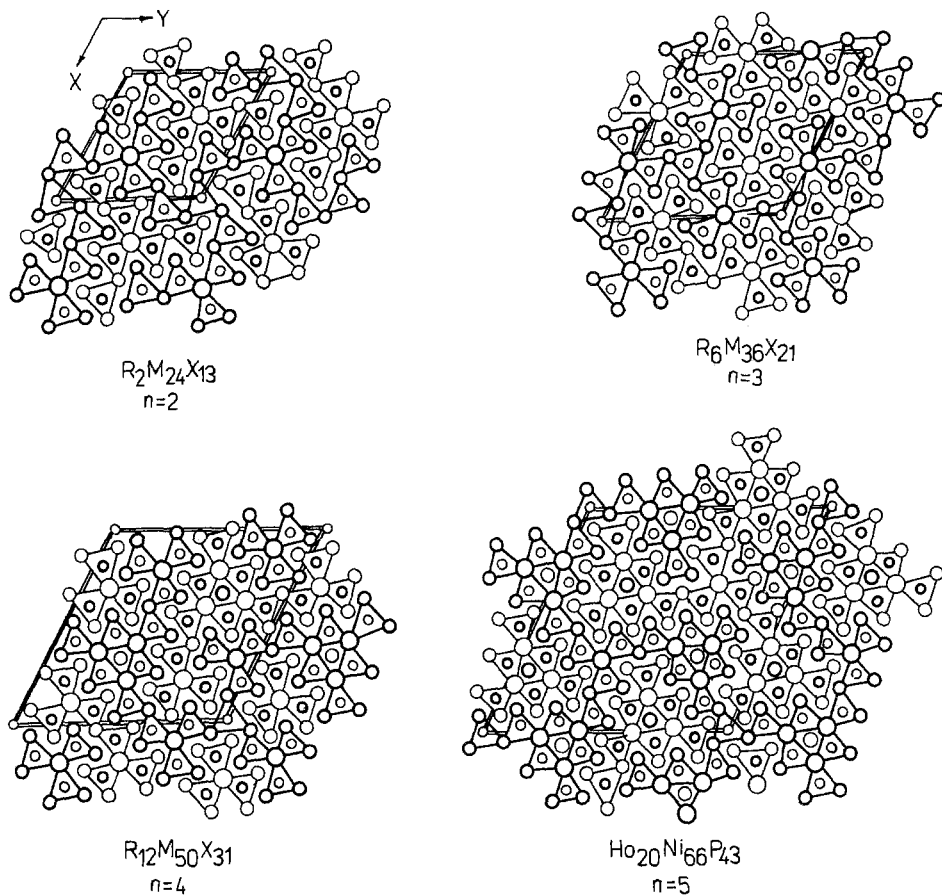 Y
X
R₂M₂₄X₁₃
n=2
R₆M₃₆X₂₁
n=3
R₁₂M₅₀X₃₁
n=4
Ho₂₀Ni₆₆P₄₃
n=5